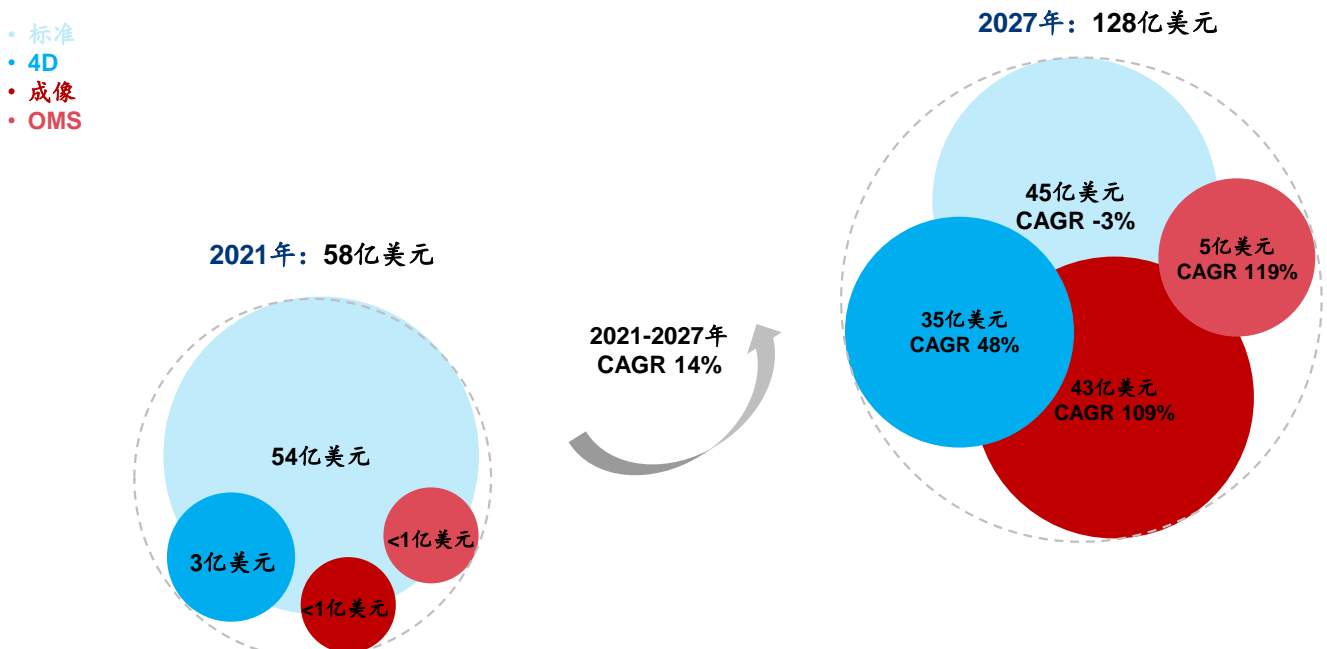 标准
4D
成像
OMS
2021年：58亿美元
54亿美元
3亿美元
<1亿美元
<1亿美元
2021-2027年
CAGR 14%
2027年：128亿美元
45亿美元
CAGR -3%
5亿美元
CAGR 119%
35亿美元
CAGR 48%
43亿美元
CAGR 109%